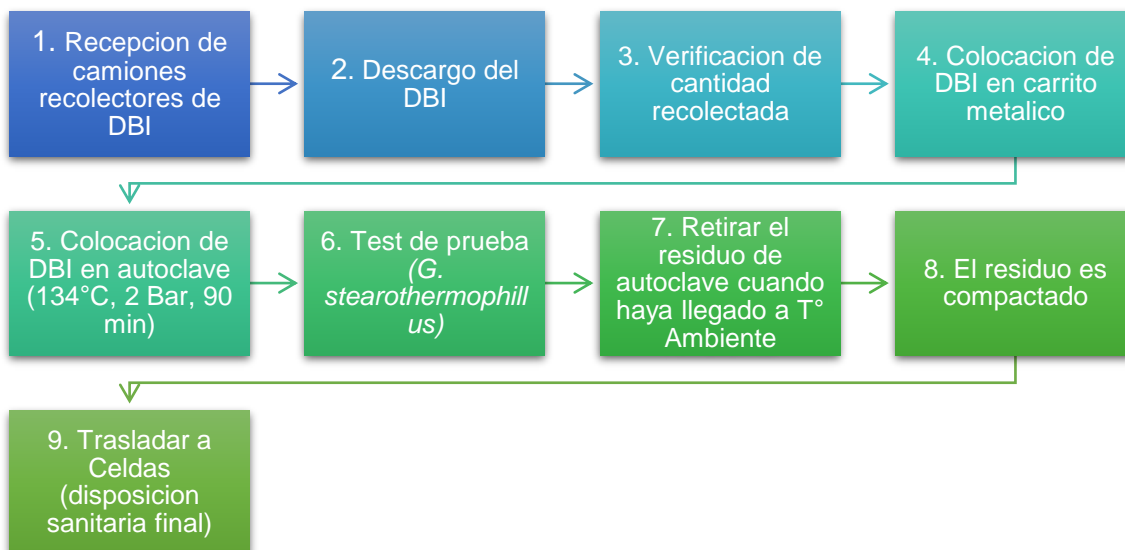 1. Recepcion de
camiones
recolectores de
DBI
2. Descargo del
DBI
3. Verificacion de
cantidad
recolectada
4. Colocacion de
DBI en carrito
metalico
5. Colocacion de
DBI en autoclave
(134°C, 2 Bar, 90
min)
6. Test de prueba
(G.
stearothermophill
us)
7. Retirar el
residuo de
autoclave cuando
haya llegado a T°
Ambiente
8. El residuo es
compactado
9. Trasladar a
Celdas
(disposicion
sanitaria final)